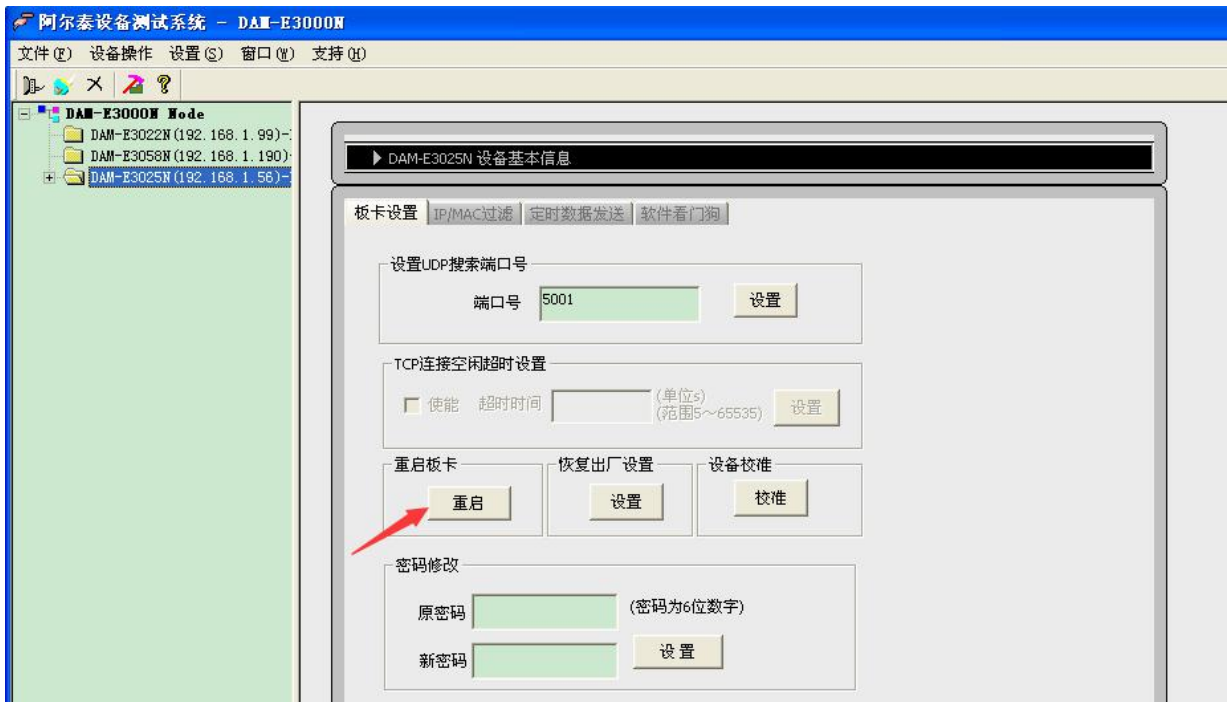 阿尔泰设备测试系统 - DAM-E3000N
文件(F) 设备操作 设置(S) 窗口(W) 支持(H)
DAM-E3000N Node
DAM-E3022N(192.168.1.99)-
DAM-E3058N(192.168.1.190)-
DAM-E3025N(192.168.1.56)-
DAM-E3025N 设备基本信息
板卡设置 IP/MAC过滤 定时数据发送 软件看门狗
设置UDP搜索端口号
端口号 5001 设置
TCP连接空闲超时设置
使能 超时时间 (单位s) (范围5~65535) 设置
重启板卡 恢复出厂设置 设备校准
重启 设置 校准
密码修改
原密码 (密码为6位数字)
新密码 设 置